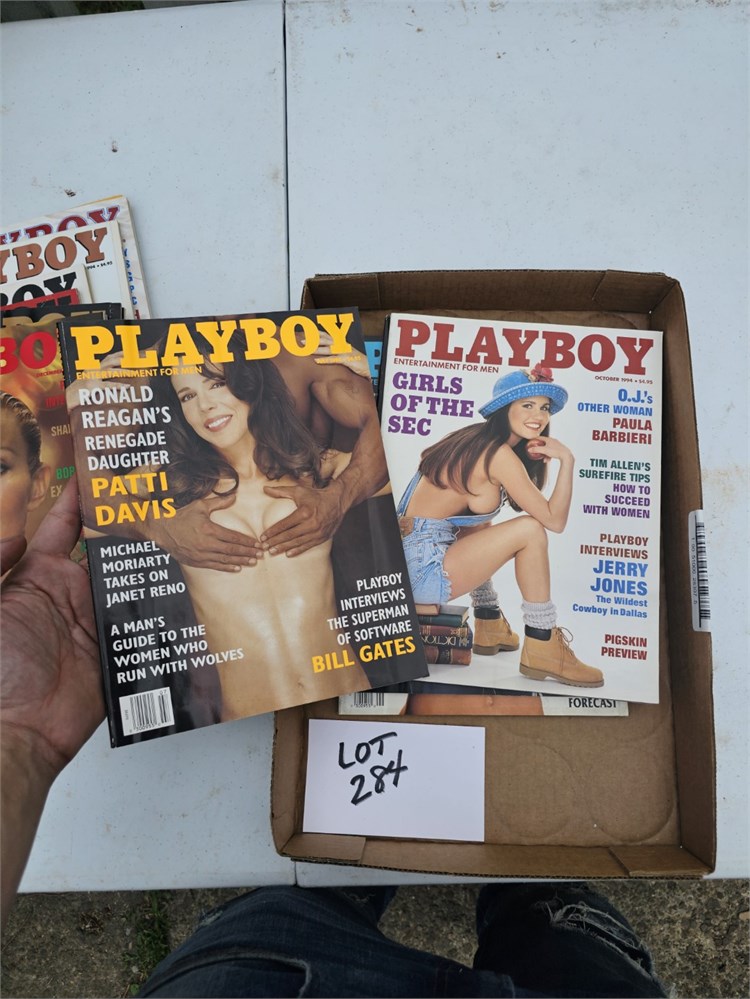 PLAYBOY
ENTERTAINMENT FOR MEN
RONALD
REAGAN'S
RENEGADE
DAUGHTER
PATTI
DAVIS
MICHAEL
MORIARTY
TAKES ON
JANET RENO
A MAN'S
GUIDE TO THE
WOMEN WHO
RUN WITH WOLVES
PLAYBOY
INTERVIEWS
THE SUPERMAN
OF SOFTWARE
BILL GATES
PLAYBOY
ENTERTAINMENT FOR MEN
OCTOBER 1994 • $4.95
GIRLS
OF THE
SEC
O.J.'s
OTHER WOMAN
PAULA
BARBIERI
TIM ALLEN'S
SUREFIRE TIPS
HOW TO
SUCCEED
WITH WOMEN
PLAYBOY
INTERVIEWS
JERRY
JONES
The Wildest
Cowboy in Dallas
PIGSKIN
PREVIEW
FORECAST
LOT
284